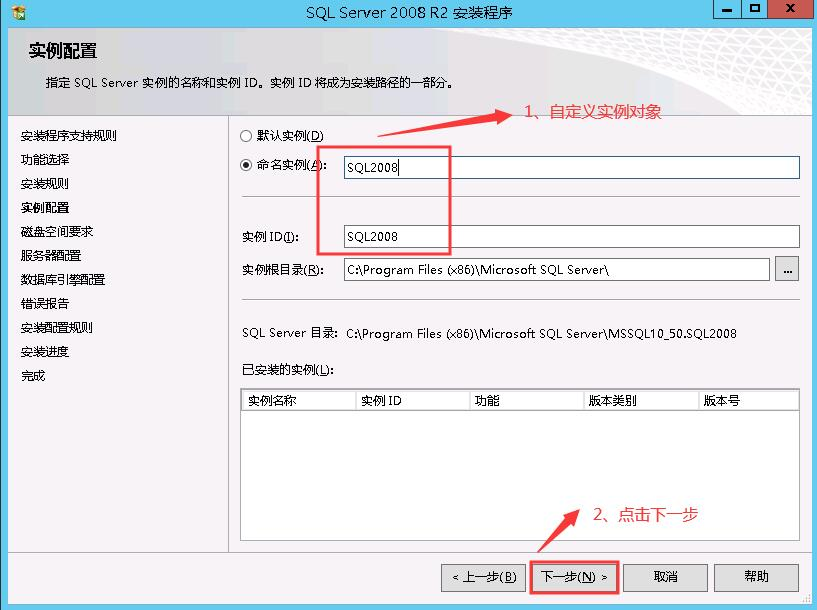 SQL Server 2008 R2 安装程序
实例配置
指定 SQL Server 实例的名称和实例 ID。实例 ID 将成为安装路径的一部分。
安装程序支持规则
功能选择
安装规则
实例配置
磁盘空间要求
服务器配置
数据库引擎配置
错误报告
安装配置规则
安装进度
完成
1、自定义实例对象
默认实例(D)
命名实例(A): SQL2008
实例 ID(I): SQL2008
实例根目录(R): C:\Program Files (x86)\Microsoft SQL Server\ ...
SQL Server 目录: C:\Program Files (x86)\Microsoft SQL Server\MSSQL10_50.SQL2008
已安装的实例(L):
实例名称 实例 ID 功能 版本类别 版本号
2、点击下一步
< 上一步(B) 下一步(N) > 取消 帮助